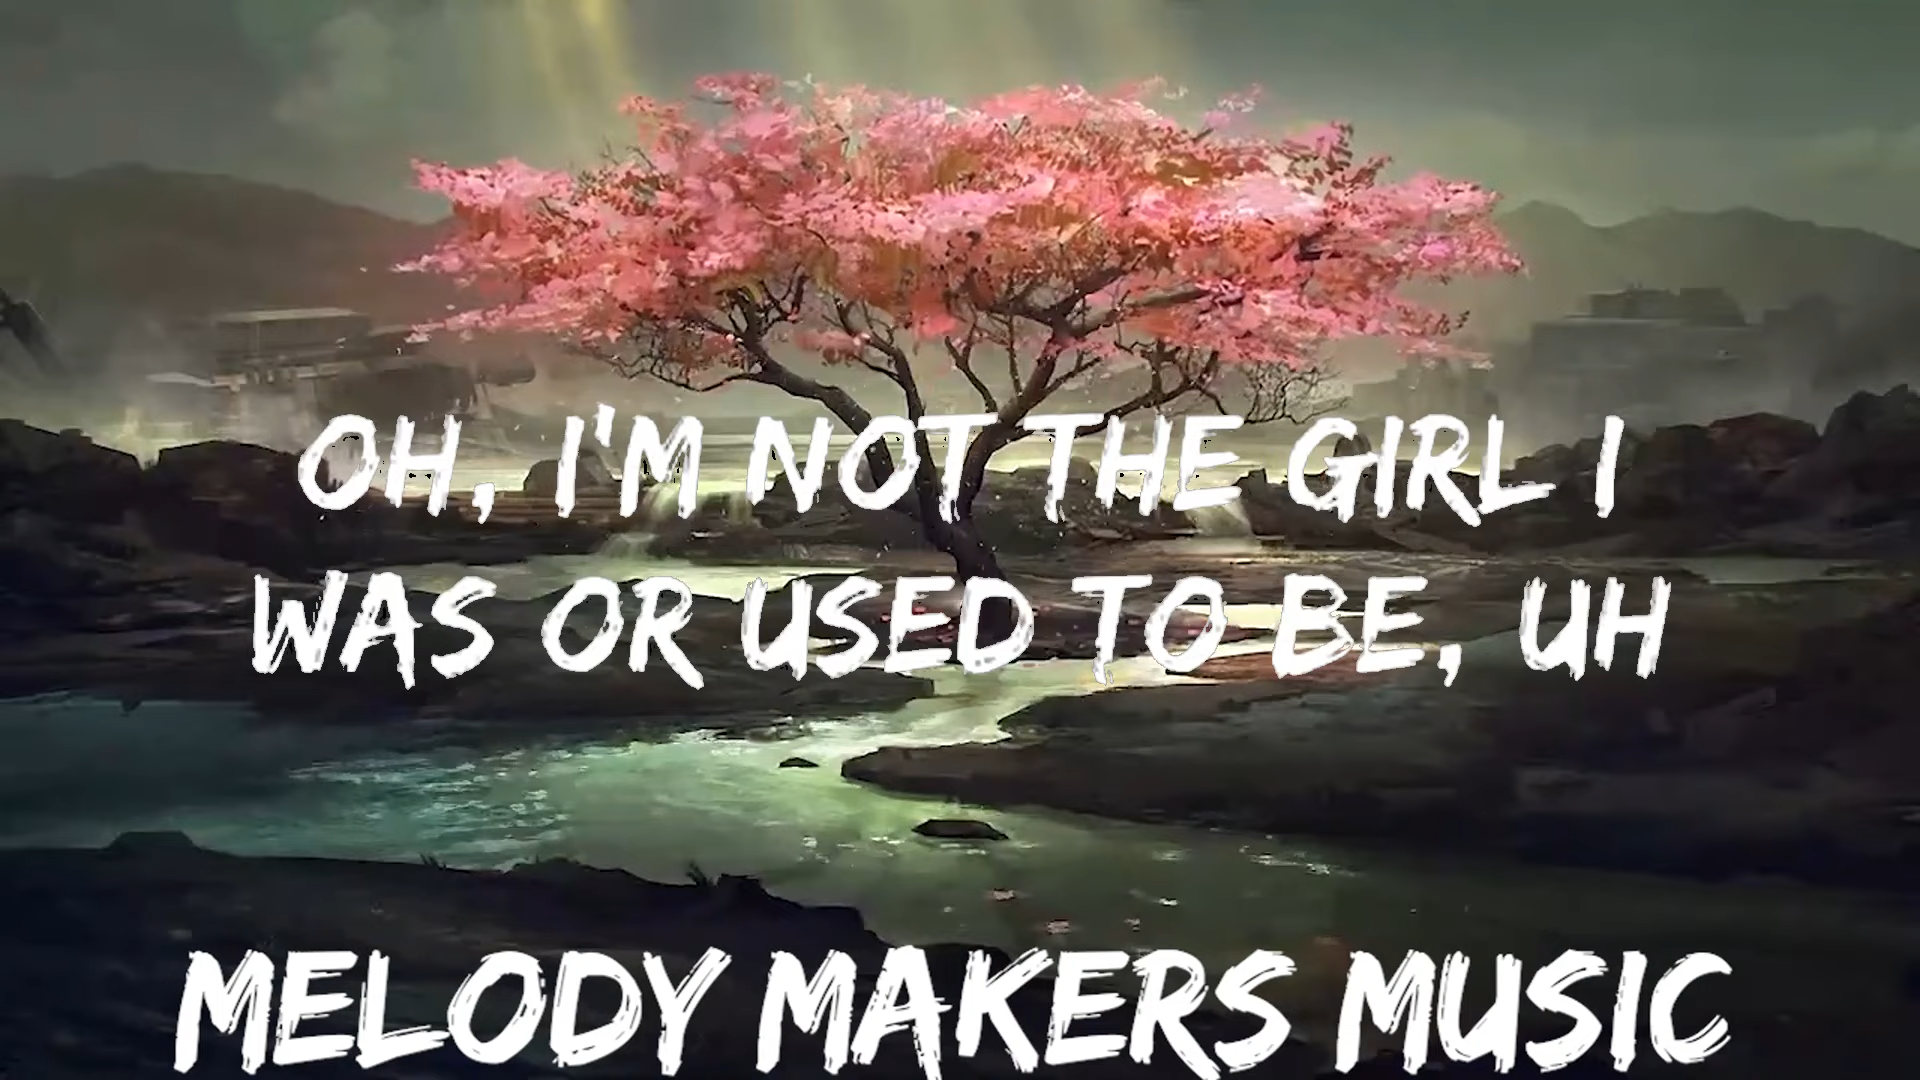 OH, I'M NOT THE GIRL I
WAS OR USED TO BE, UH
MELODY MAKERS MUSIC